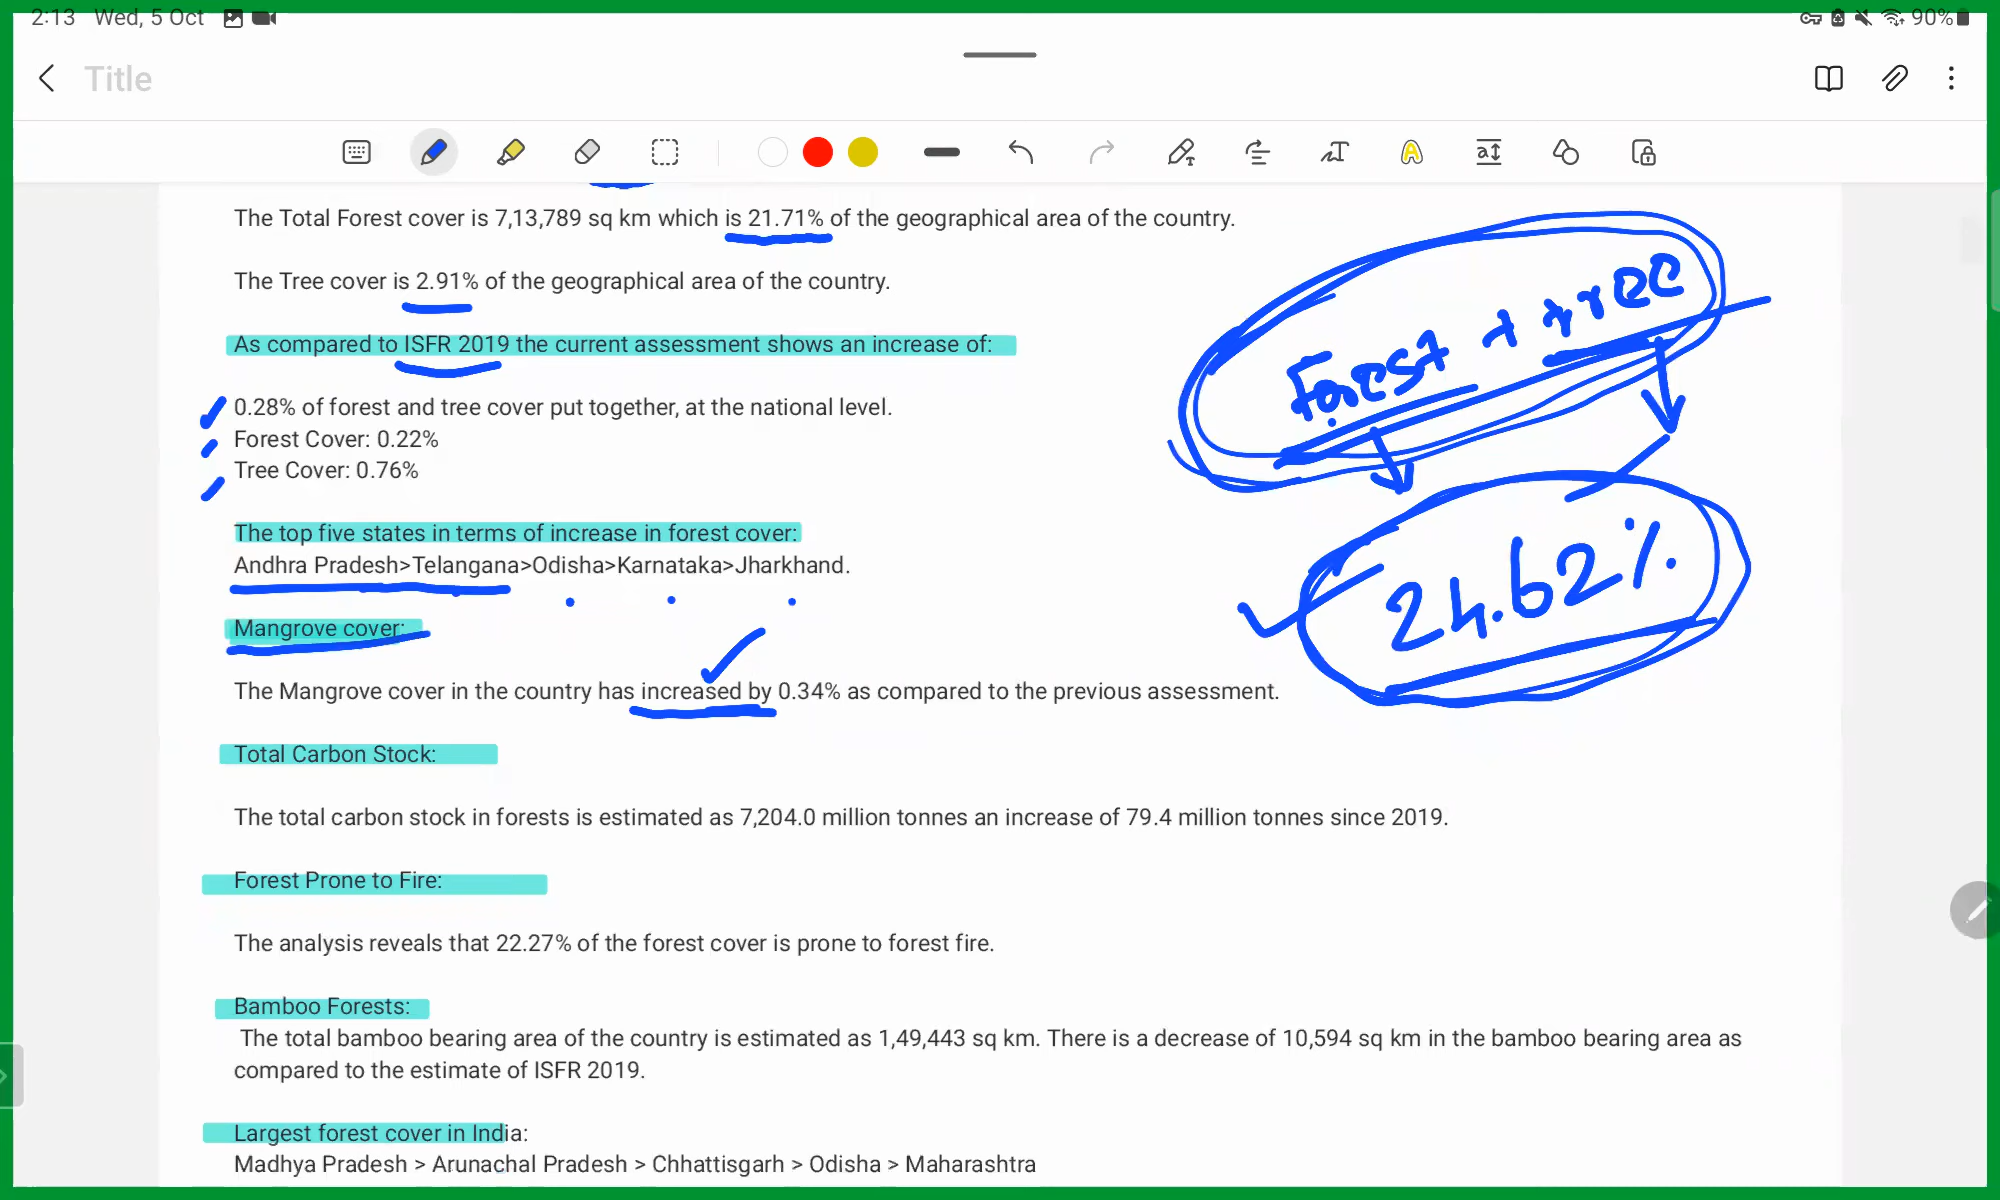 2:13 Wed, 5 Oct 90%
Title
The Total Forest cover is 7,13,789 sq km which is 21.71% of the geographical area of the country.
The Tree cover is 2.91% of the geographical area of the country.
As compared to ISFR 2019 the current assessment shows an increase of:
0.28% of forest and tree cover put together, at the national level.
Forest Cover: 0.22%
Tree Cover: 0.76%
Forest + tree
24.62%
The top five states in terms of increase in forest cover:
Andhra Pradesh>Telangana>Odisha>Karnataka>Jharkhand.
Mangrove cover:
The Mangrove cover in the country has increased by 0.34% as compared to the previous assessment.
Total Carbon Stock:
The total carbon stock in forests is estimated as 7,204.0 million tonnes an increase of 79.4 million tonnes since 2019.
Forest Prone to Fire:
The analysis reveals that 22.27% of the forest cover is prone to forest fire.
Bamboo Forests:
The total bamboo bearing area of the country is estimated as 1,49,443 sq km. There is a decrease of 10,594 sq km in the bamboo bearing area as
compared to the estimate of ISFR 2019.
Largest forest cover in India:
Madhya Pradesh > Arunachal Pradesh > Chhattisgarh > Odisha > Maharashtra